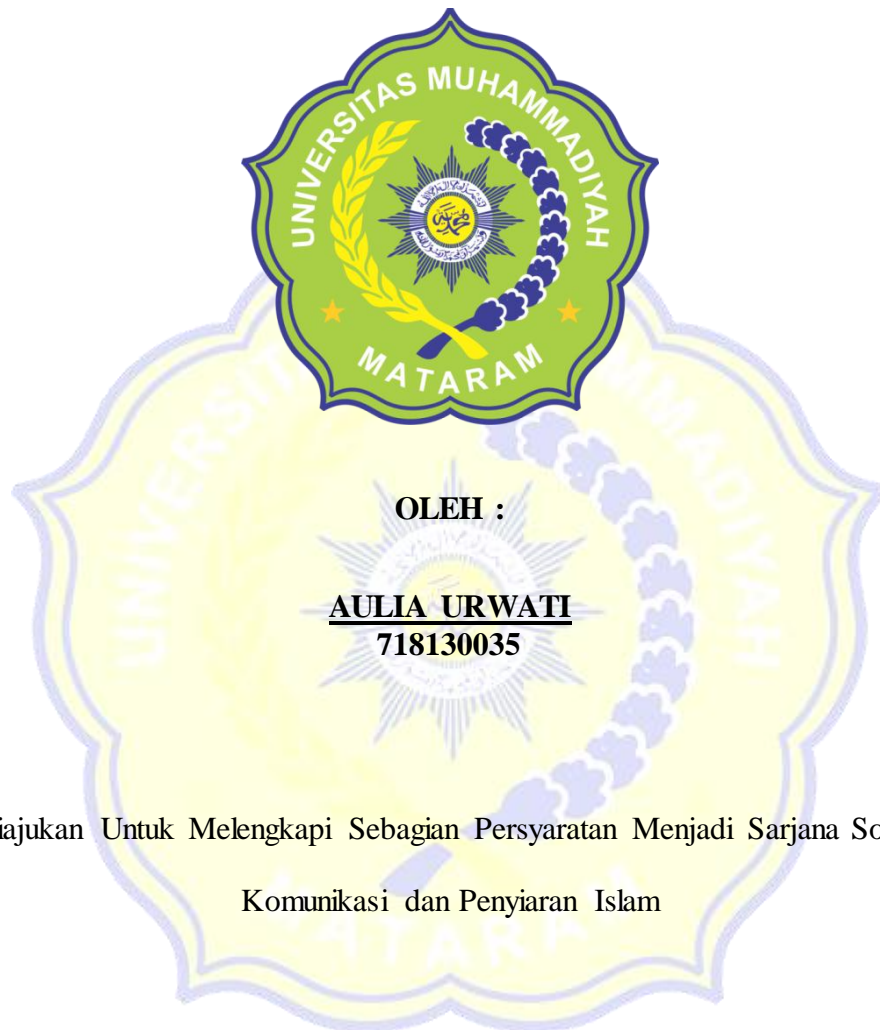 UNIVERSITAS MUHAMMADIYAH
MATARAM
OLEH :
AULIA URWATI
718130035
iajukan Untuk Melengkapi Sebagian Persyaratan Menjadi Sarjana So
Komunikasi dan Penyiaran Islam